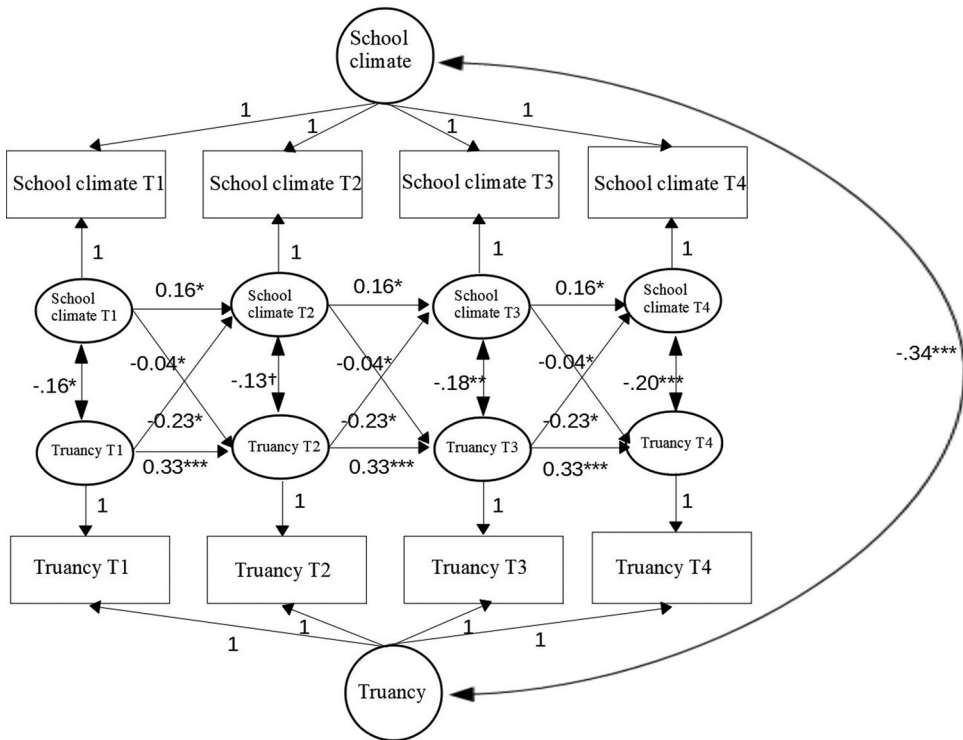 School
climate
1
1
1
1
School climate T1
School climate T2
School climate T3
School climate T4
1
1
1
1
School
climate T1
0.16*
School
climate T2
0.16*
School
climate T3
0.16*
School
climate T4
-.16*
-0.04*
-.13†
-0.04*
-.18**
-0.04*
-.20***
-.34***
-0.23*
-0.23*
-0.23*
Truancy T1
0.33***
Truancy T2
0.33***
Truancy T3
0.33***
Truancy T4
1
1
1
1
Truancy T1
Truancy T2
Truancy T3
Truancy T4
1
1
1
1
Truancy